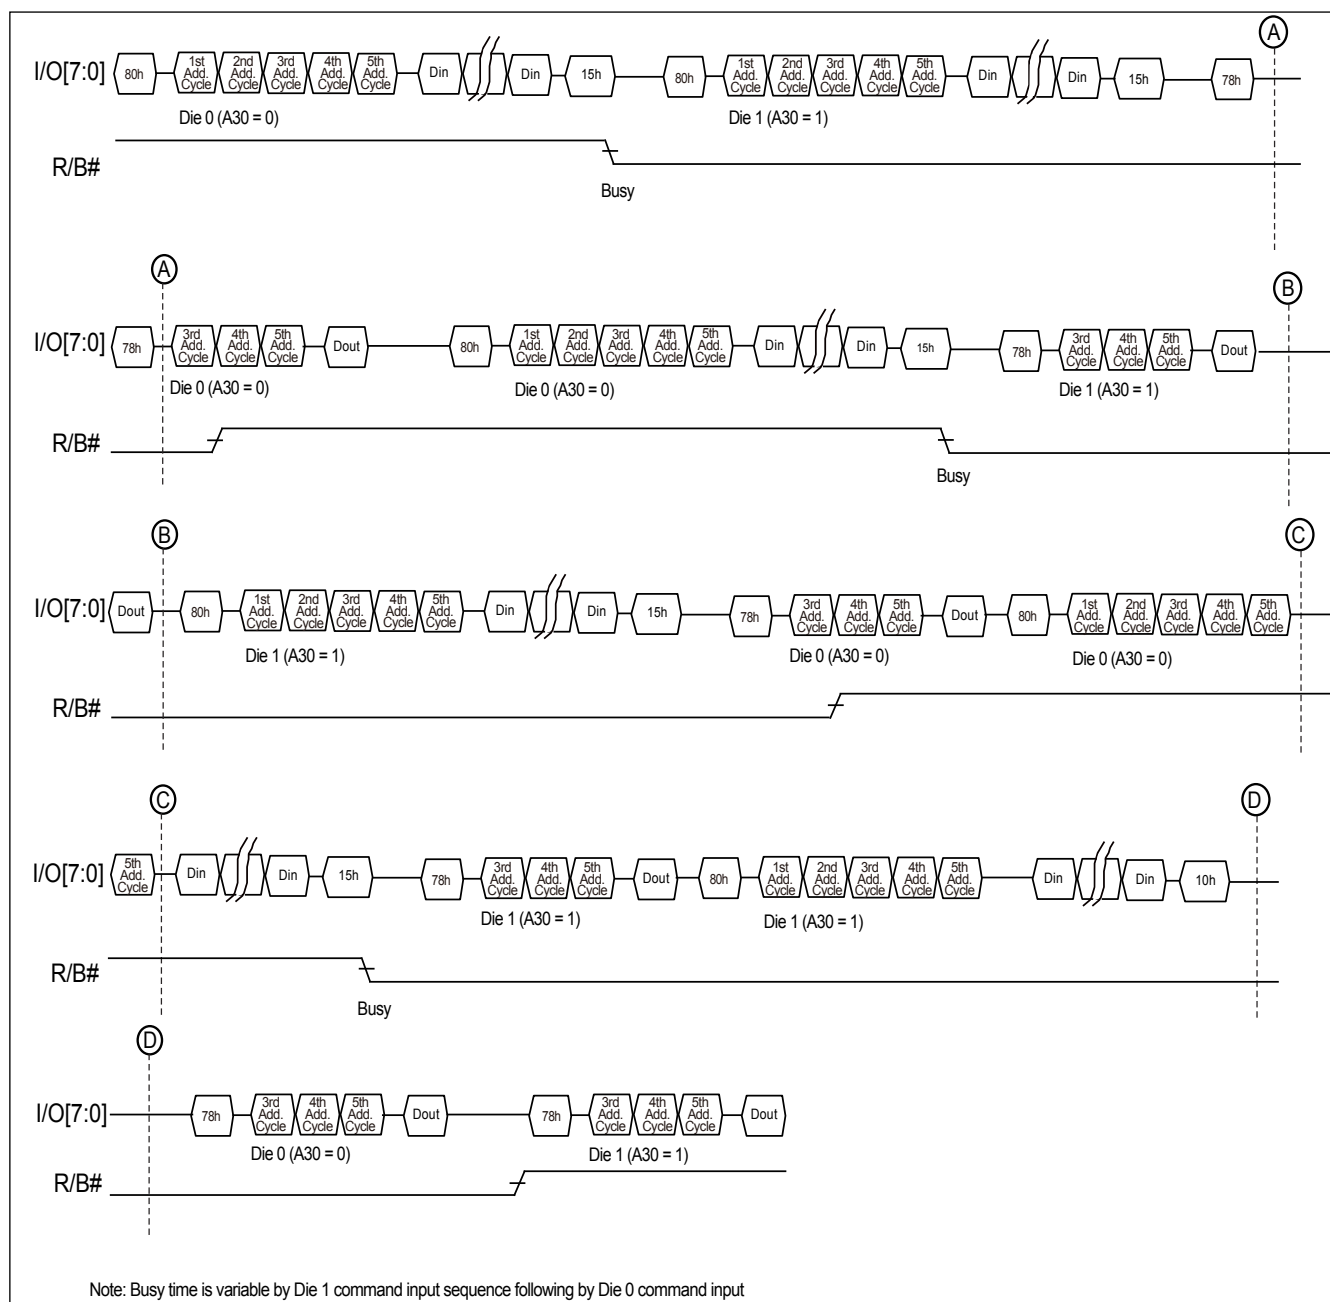 A
I/O[7:0] 80h 1st Add. Cycle 2nd Add. Cycle 3rd Add. Cycle 4th Add. Cycle 5th Add. Cycle Din Din 15h 80h 1st Add. Cycle 2nd Add. Cycle 3rd Add. Cycle 4th Add. Cycle 5th Add. Cycle Din Din 15h 78h
Die 0 (A30 = 0) Die 1 (A30 = 1)
R/B#
Busy
A B
I/O[7:0] 78h 3rd Add. Cycle 4th Add. Cycle 5th Add. Cycle Dout 80h 1st Add. Cycle 2nd Add. Cycle 3rd Add. Cycle 4th Add. Cycle 5th Add. Cycle Din Din 15h 78h 3rd Add. Cycle 4th Add. Cycle 5th Add. Cycle Dout
Die 0 (A30 = 0) Die 0 (A30 = 0) Die 1 (A30 = 1)
R/B#
Busy
B C
I/O[7:0] Dout 80h 1st Add. Cycle 2nd Add. Cycle 3rd Add. Cycle 4th Add. Cycle 5th Add. Cycle Din Din 15h 78h 3rd Add. Cycle 4th Add. Cycle 5th Add. Cycle Dout 80h 1st Add. Cycle 2nd Add. Cycle 3rd Add. Cycle 4th Add. Cycle 5th Add. Cycle
Die 1 (A30 = 1) Die 0 (A30 = 0) Die 0 (A30 = 0)
R/B#
C D
I/O[7:0] 5th Add. Cycle Din Din 15h 78h 3rd Add. Cycle 4th Add. Cycle 5th Add. Cycle Dout 80h 1st Add. Cycle 2nd Add. Cycle 3rd Add. Cycle 4th Add. Cycle 5th Add. Cycle Din Din 10h
Die 1 (A30 = 1) Die 1 (A30 = 1)
R/B#
Busy
D
I/O[7:0] 78h 3rd Add. Cycle 4th Add. Cycle 5th Add. Cycle Dout 78h 3rd Add. Cycle 4th Add. Cycle 5th Add. Cycle Dout
Die 0 (A30 = 0) Die 1 (A30 = 1)
R/B#
Note: Busy time is variable by Die 1 command input sequence following by Die 0 command input